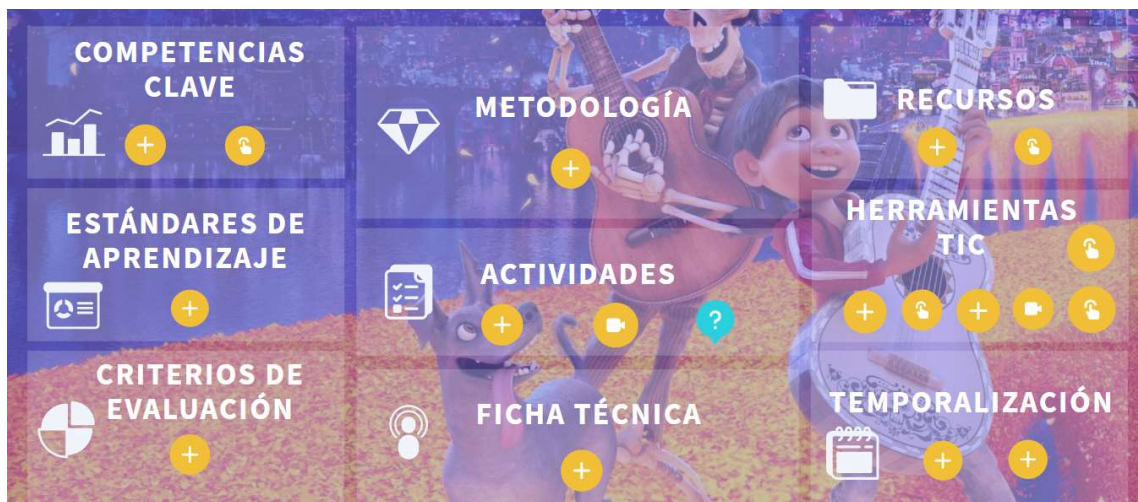 COMPETENCIAS
CLAVE
ESTÁNDARES DE
APRENDIZAJE
CRITERIOS DE
EVALUACIÓN
METODOLOGÍA
ACTIVIDADES
?
FICHA TÉCNICA
RECURSOS
HERRAMIENTAS
TIC
TEMPORALIZACIÓN